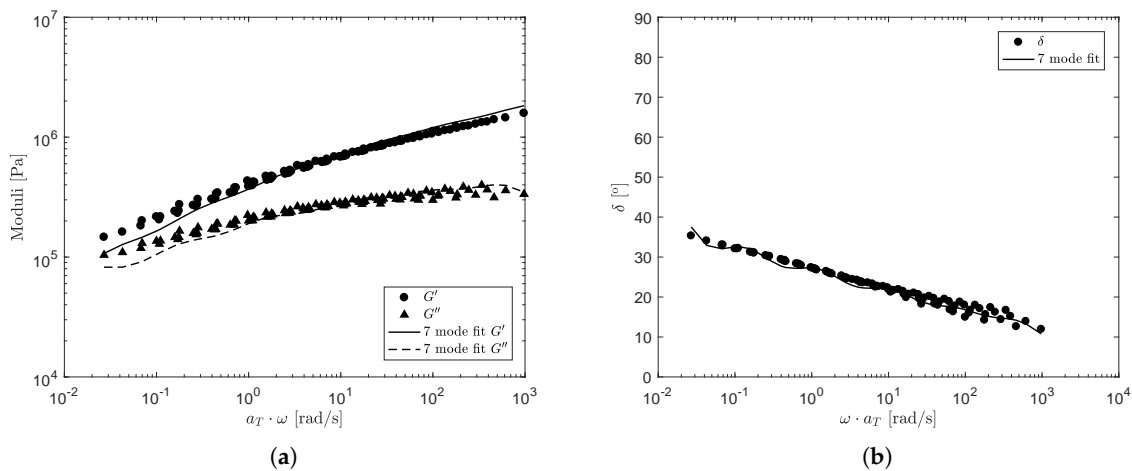 10^7
10^6
10^5
10^4
Moduli [Pa]
G′
G″
7 mode fit G′
7 mode fit G″
10^-2 10^-1 10^0 10^1 10^2 10^3
a_T · ω [rad/s]
(a)
90
80
70
60
50
40
30
20
10
0
δ [°]
δ
7 mode fit
10^-2 10^-1 10^0 10^1 10^2 10^3 10^4
ω · a_T [rad/s]
(b)